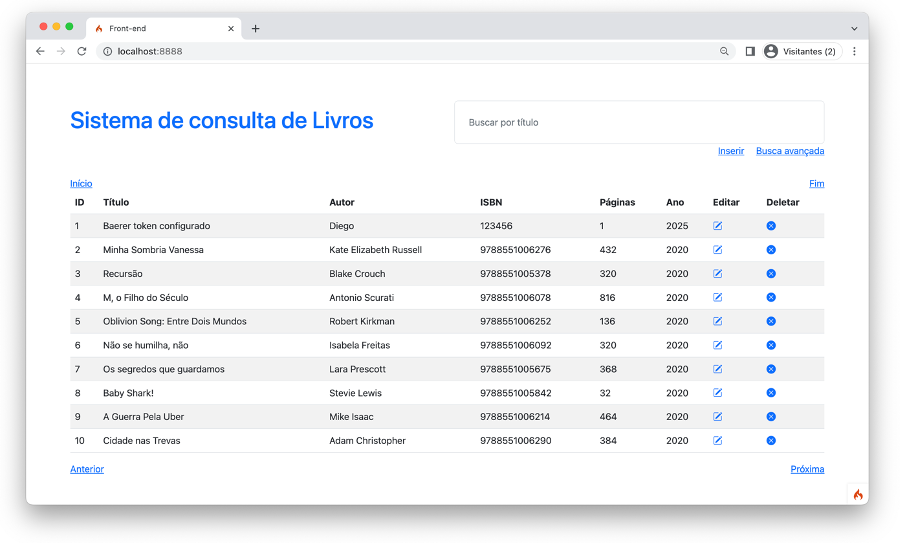 Front-end
localhost:8888
Visitantes (2)
Sistema de consulta de Livros
Buscar por título
Inserir Busca avançada
Início Fim
ID Título Autor ISBN Páginas Ano Editar Deletar
1 Baerer token configurado Diego 123456 1 2025
2 Minha Sombria Vanessa Kate Elizabeth Russell 9788551006276 432 2020
3 Recursão Blake Crouch 9788551005378 320 2020
4 M, o Filho do Século Antonio Scurati 9788551006078 816 2020
5 Oblivion Song: Entre Dois Mundos Robert Kirkman 9788551006252 136 2020
6 Não se humilha, não Isabela Freitas 9788551006092 320 2020
7 Os segredos que guardamos Lara Prescott 9788551005675 368 2020
8 Baby Shark! Stevie Lewis 9788551005842 32 2020
9 A Guerra Pela Uber Mike Isaac 9788551006214 464 2020
10 Cidade nas Trevas Adam Christopher 9788551006290 384 2020
Anterior Próxima